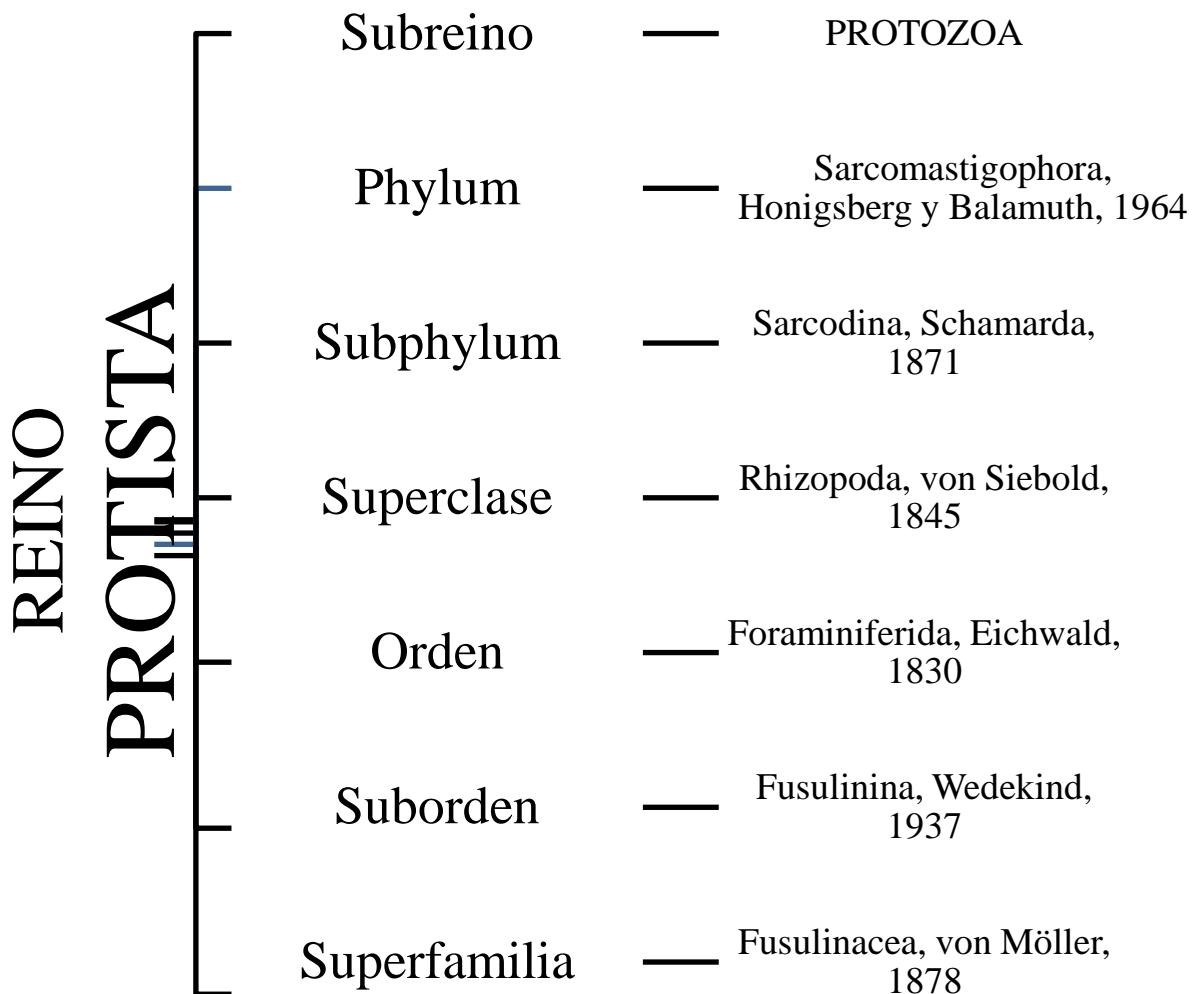 REINO
PROTISTA
Subreino
PROTOZOA
Phylum
Sarcomastigophora,
Honigsberg y Balamuth, 1964
Subphylum
Sarcodina, Schamarda,
1871
Superclase
Rhizopoda, von Siebold,
1845
Orden
Foraminiferida, Eichwald,
1830
Suborden
Fusulinina, Wedekind,
1937
Superfamilia
Fusulinacea, von Möller,
1878